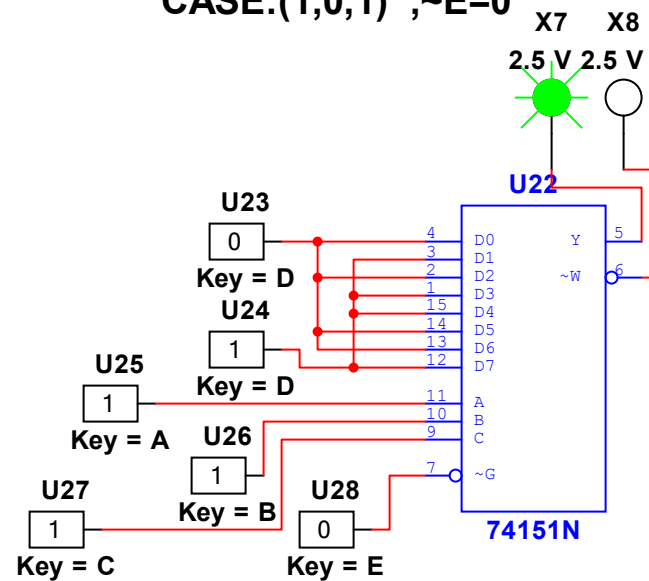 CASE:(1,0,1) ,~E=0
X7 X8
2.5 V 2.5 V
U22
U23
0
Key = D
U24
1
Key = D
U25
1
Key = A
U26
1
Key = B
U27
1
Key = C
U28
0
Key = E
4 D0 Y 5
3 D1
2 D2 ~W 6
1 D3
15 D4
14 D5
13 D6
12 D7
11 A
10 B
9 C
7 ~G
74151N